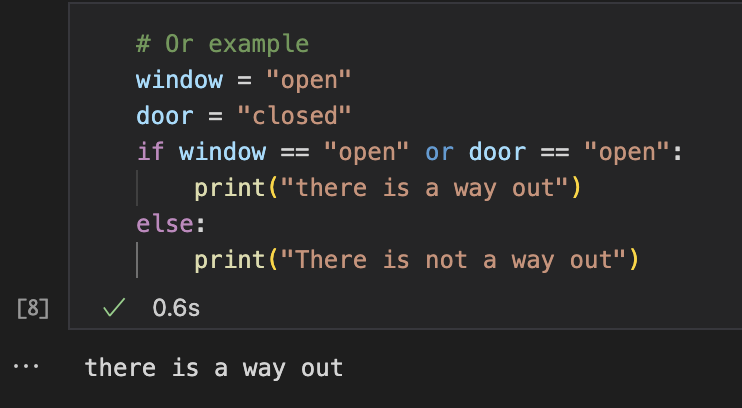 # Or example
window = "open"
door = "closed"
if window == "open" or door == "open":
    print("there is a way out")
else:
    print("There is not a way out")
[8] ✓ 0.6s
... there is a way out